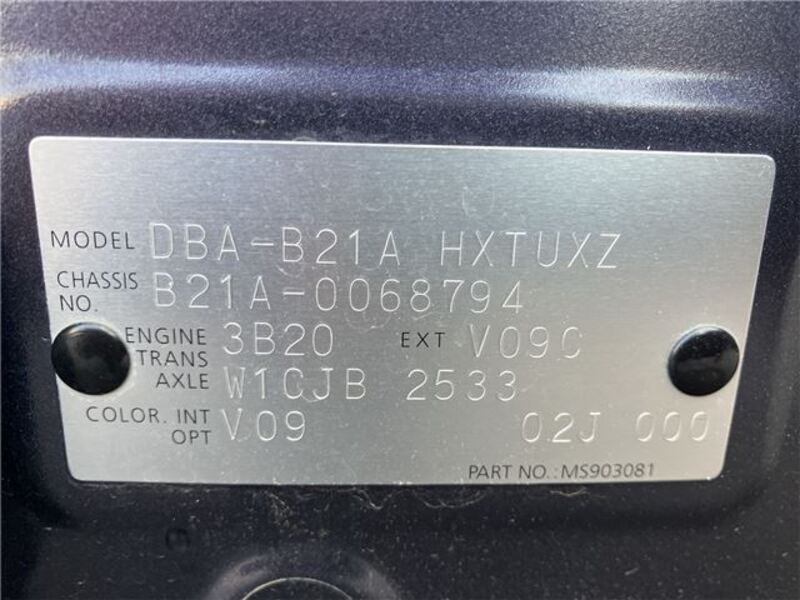 MODEL DBA-B21A HXTUXZ
CHASSIS NO. B21A-0068794
ENGINE 3B20 EXT V09C
TRANS AXLE W1CJB 2533
COLOR. INT V09
OPT 02J 000
PART NO.: MS903081